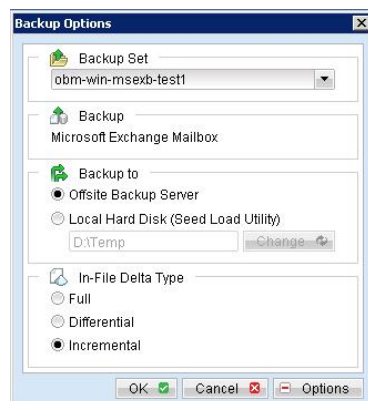 Backup Options
Backup Set
obm-win-msexb-test1
Backup
Microsoft Exchange Mailbox
Backup to
Offsite Backup Server
Local Hard Disk (Seed Load Utility)
D:\Temp
Change
In-File Delta Type
Full
Differential
Incremental
OK Cancel Options